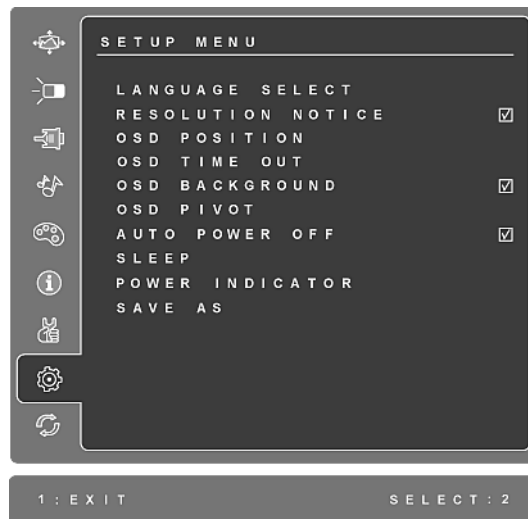 SETUP MENU
LANGUAGE SELECT
RESOLUTION NOTICE
OSD POSITION
OSD TIME OUT
OSD BACKGROUND
OSD PIVOT
AUTO POWER OFF
SLEEP
POWER INDICATOR
SAVE AS
1:EXIT SELECT:2